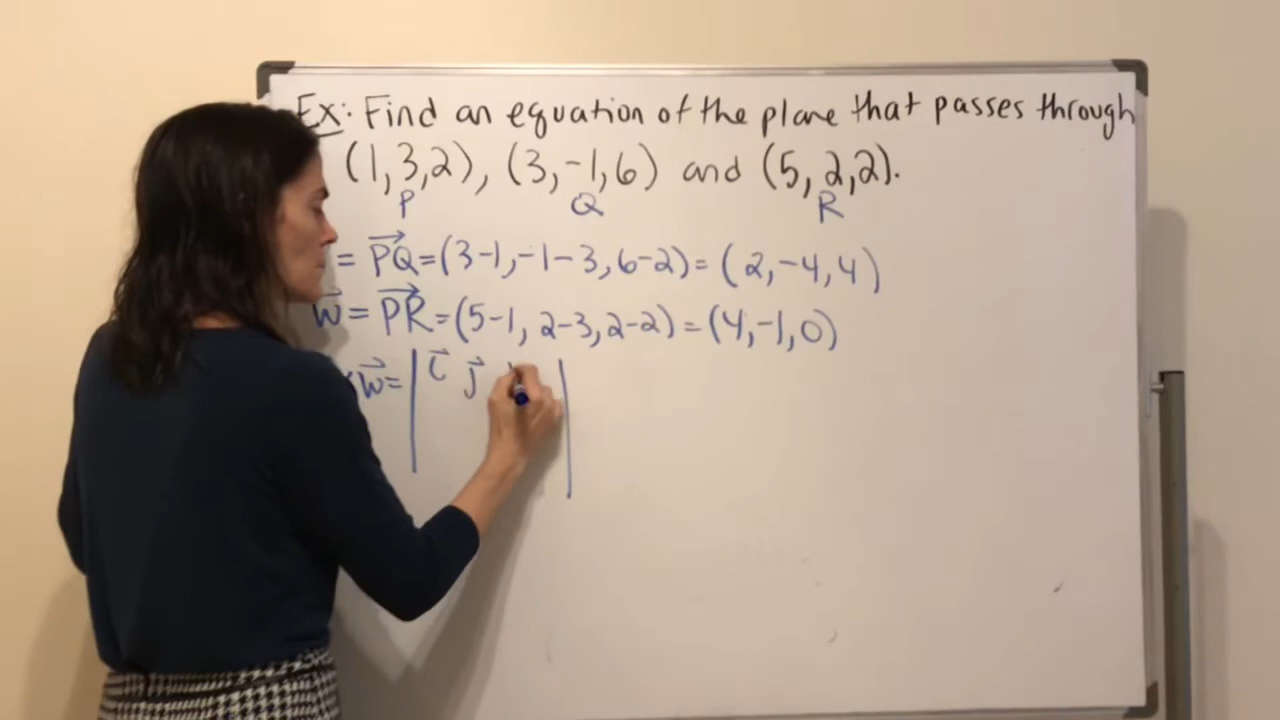 Ex: Find an equation of the plane that passes through
(1,3,2), (3,-1,6) and (5,2,2).
P Q R
= PQ⃗ = (3-1, -1-3, 6-2) = (2,-4,4)
w⃗ = PR⃗ = (5-1, 2-3, 2-2) = (4,-1,0)
w⃗ = | i⃗ j⃗ |